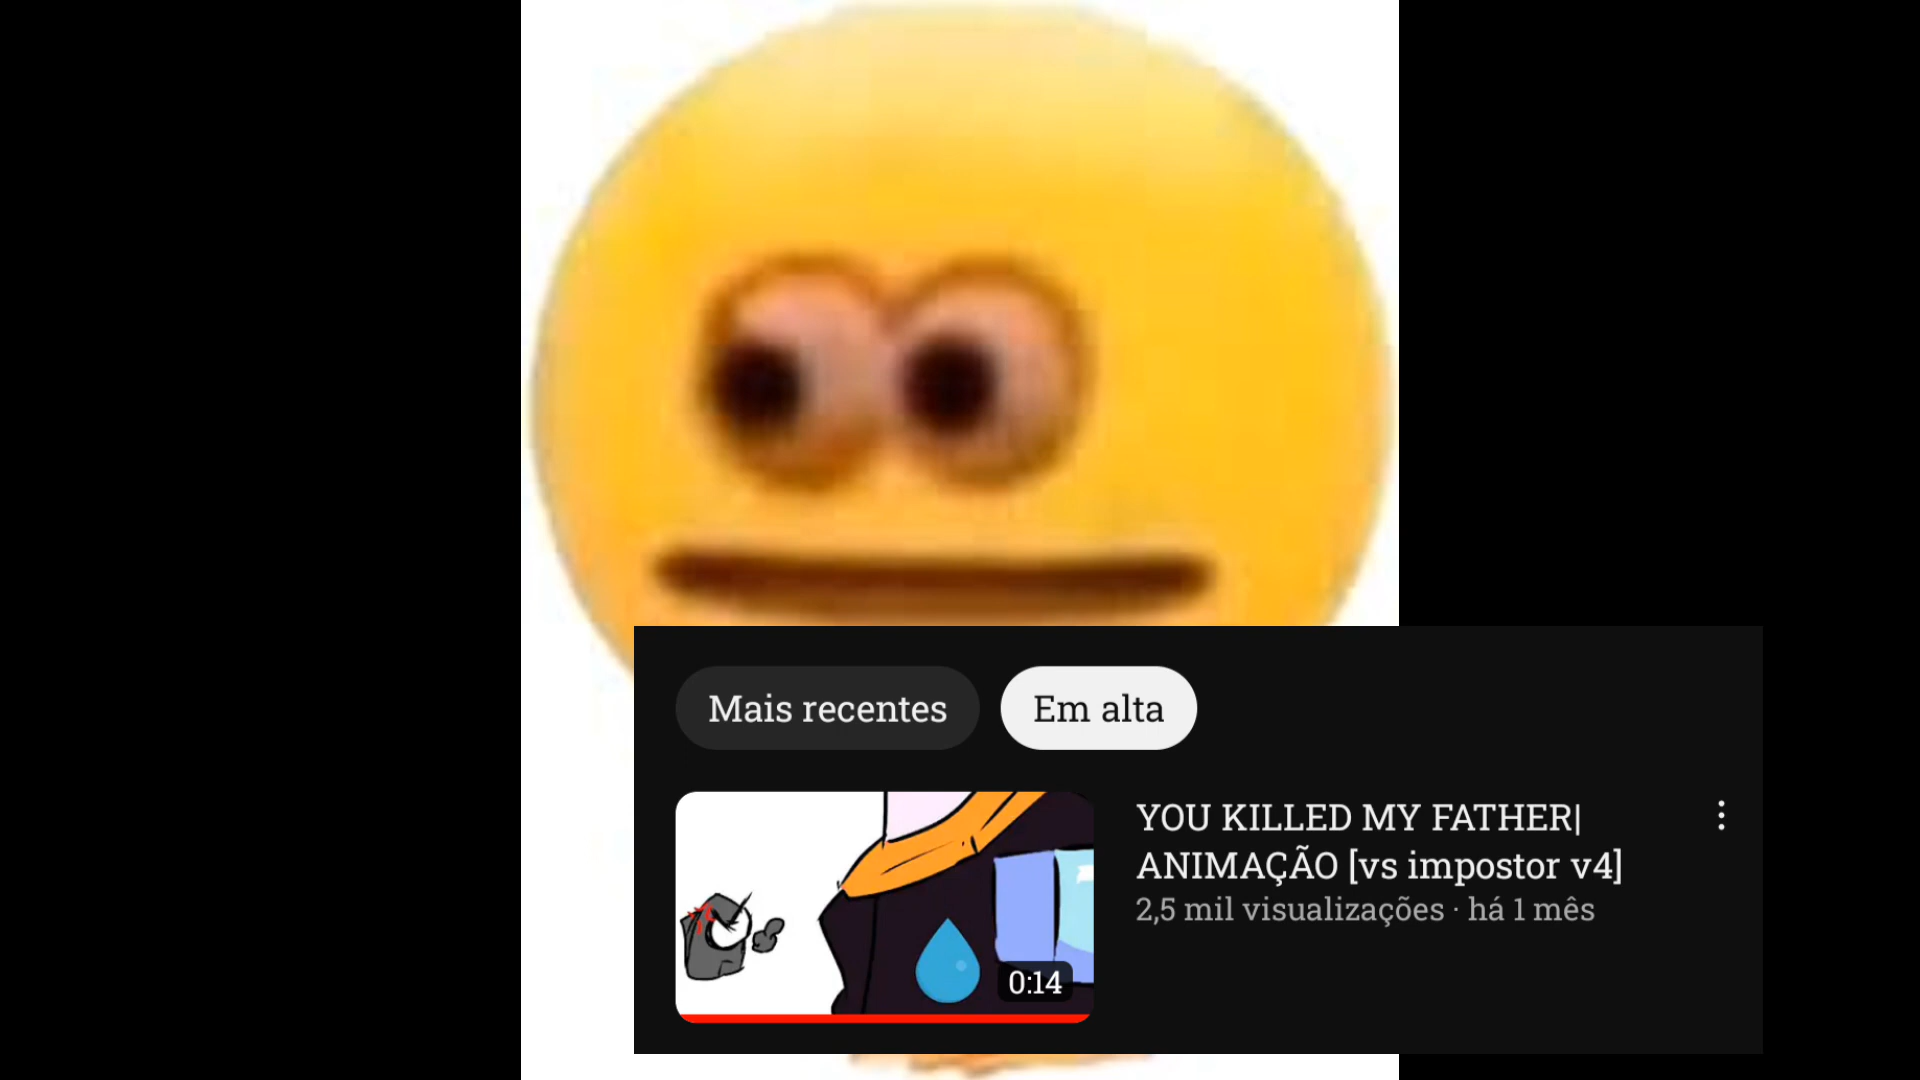 Mais recentes
Em alta
YOU KILLED MY FATHER|
ANIMAÇÃO [vs impostor v4]
2,5 mil visualizações · há 1 mês
0:14